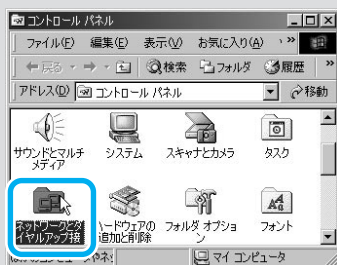 コントロール パネル
ファイル(F) 編集(E) 表示(V) お気に入り(A) »
戻る 検索 フォルダ 履歴 »
アドレス(D) コントロール パネル 移動
サウンドとマルチ システム スキャナとカメラ タスク
メディア
ネットワークとダ ハードウェアの フォルダ オプショ フォント
イヤルアップ接 追加と削除 ン
マイ コンピュータ